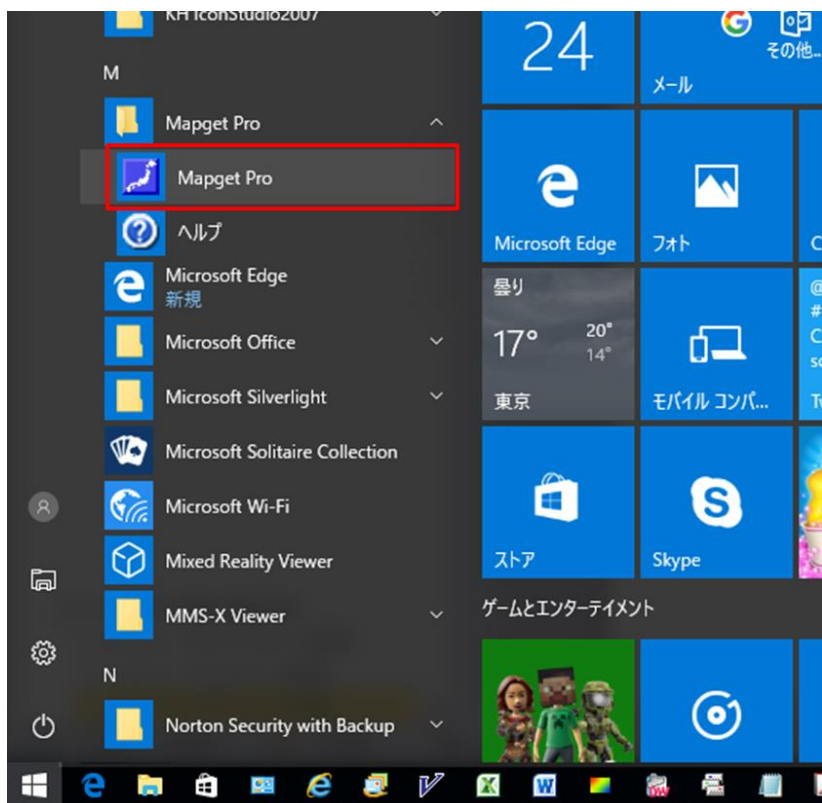 KH IconStudio2007
M
Mapget Pro
Mapget Pro
ヘルプ
Microsoft Edge
新規
Microsoft Office
Microsoft Silverlight
Microsoft Solitaire Collection
Microsoft Wi-Fi
Mixed Reality Viewer
MMS-X Viewer
N
Norton Security with Backup
24
その他...
メール
Microsoft Edge
フォト
曇り
17°
20°
14°
東京
モバイル コンパ...
@
#
ストア
Skype
ゲームとエンターテイメント